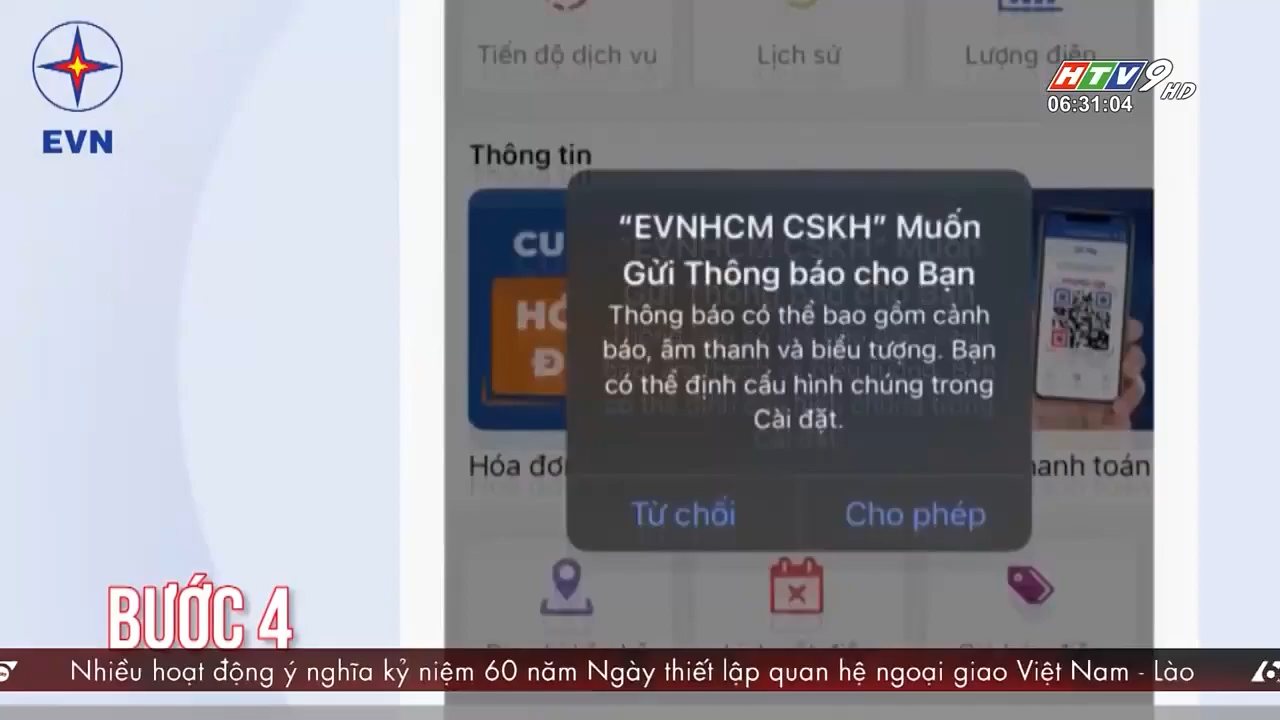 Tiến độ dịch vụ
Lịch sử
Lượng điện
HTV9 HD
06:31:04
EVN
Thông tin
CU
HÓ
Đ
“EVNHCM CSKH” Muốn
Gửi Thông báo cho Bạn
Thông báo có thể bao gồm cảnh
báo, âm thanh và biểu tượng. Bạn
có thể định cấu hình chúng trong
Cài đặt.
Hóa đơ
hanh toán
Từ chối
Cho phép
BƯỚC 4
Nhiều hoạt động ý nghĩa kỷ niệm 60 năm Ngày thiết lập quan hệ ngoại giao Việt Nam - Lào